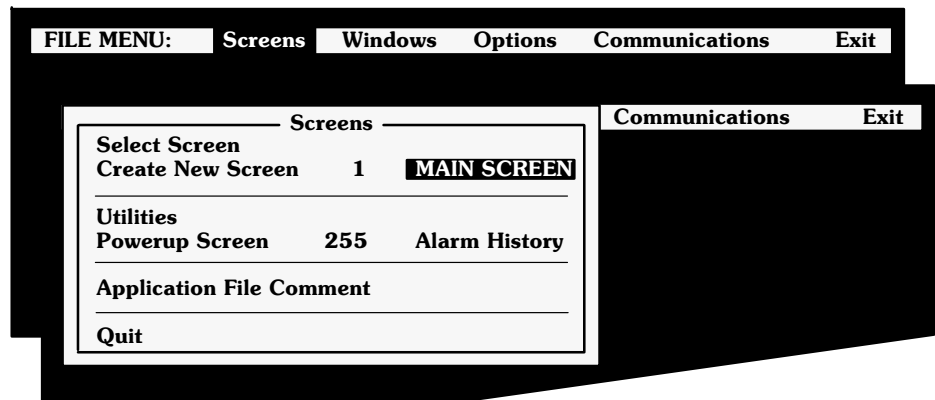 FILE MENU: Screens Windows Options Communications Exit
Communications Exit
Screens
Select Screen
Create New Screen 1 MAIN SCREEN
Utilities
Powerup Screen 255 Alarm History
Application File Comment
Quit